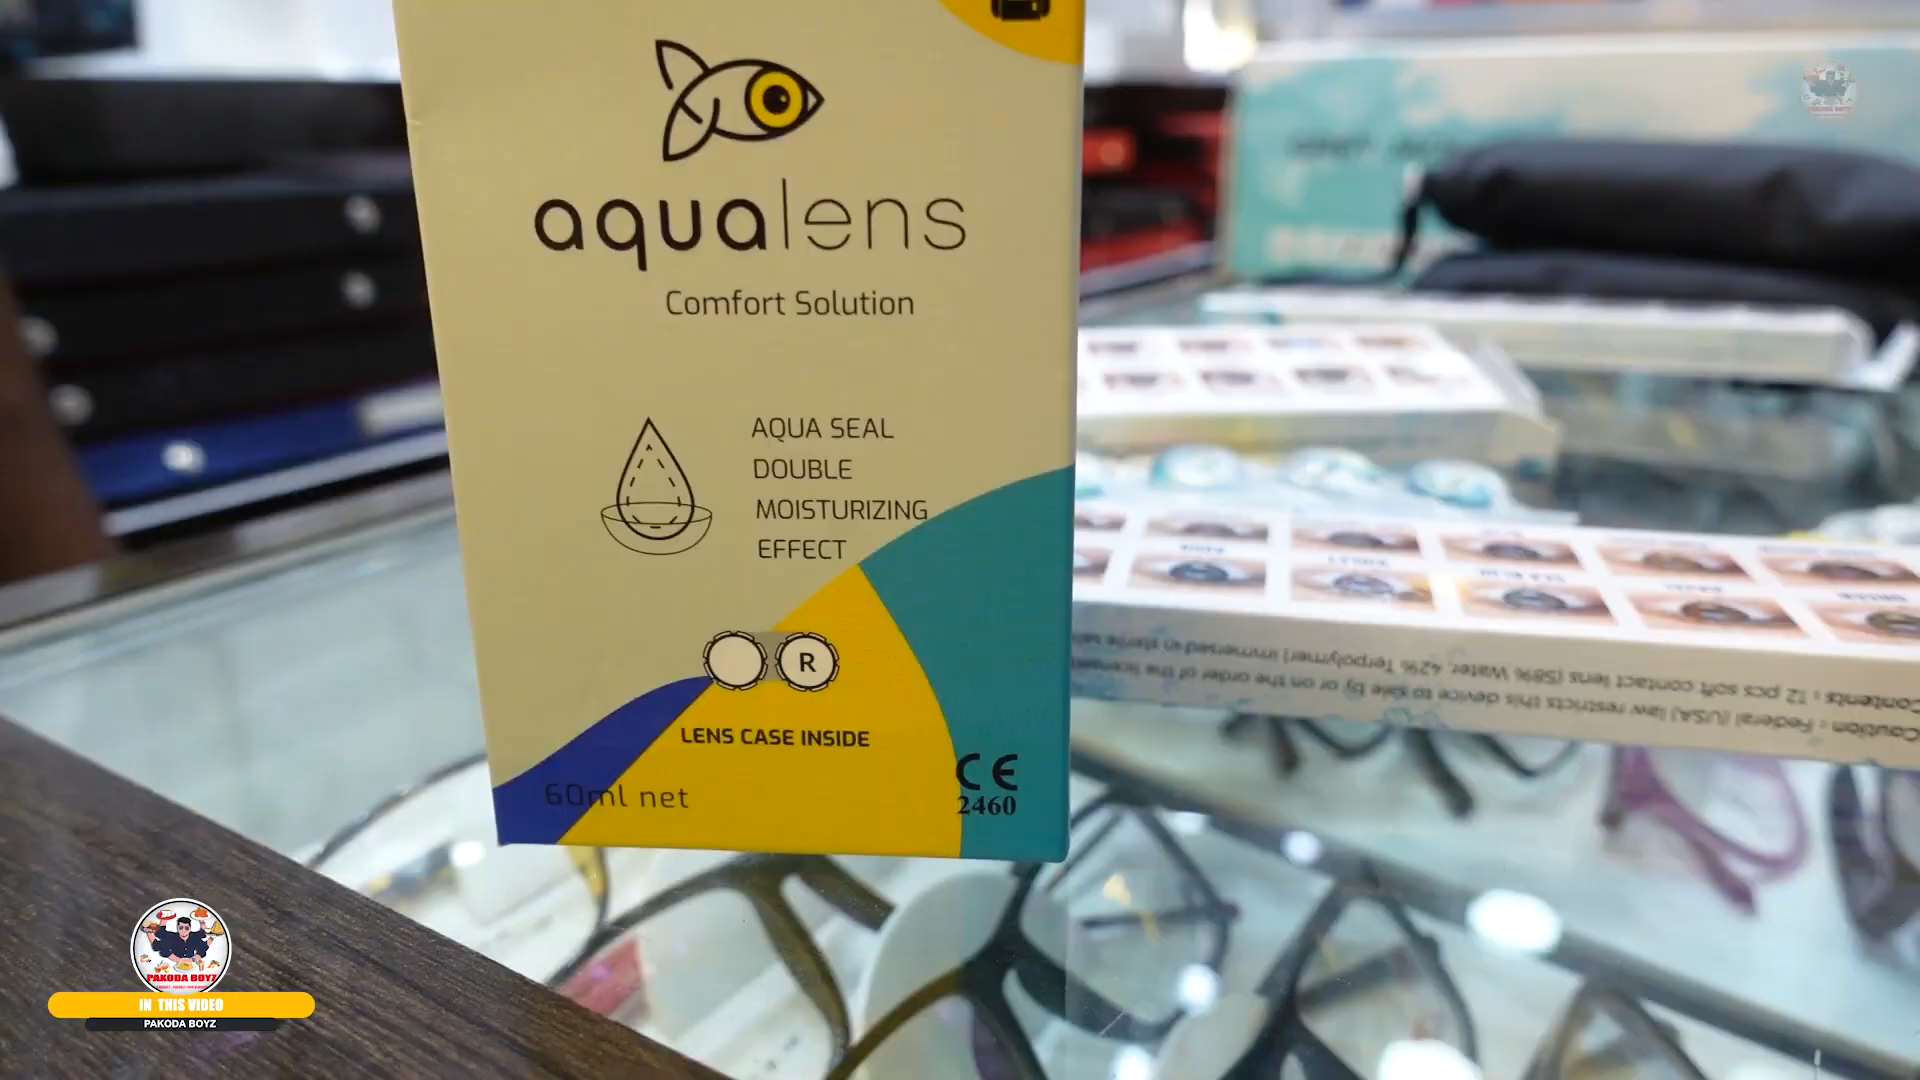 aqualens
Comfort Solution
AQUA SEAL
DOUBLE
MOISTURIZING
EFFECT
R
LENS CASE INSIDE
60ml net
CE
2460
Contents : 12 pcs soft contact lens (58% Water, 42% Terpolymer) immersed in sterile
Caution : Federal (USA) law restricts this device to sale by or on the order of the
PAKODA BOYZ
IN THIS VIDEO
PAKODA BOYZ